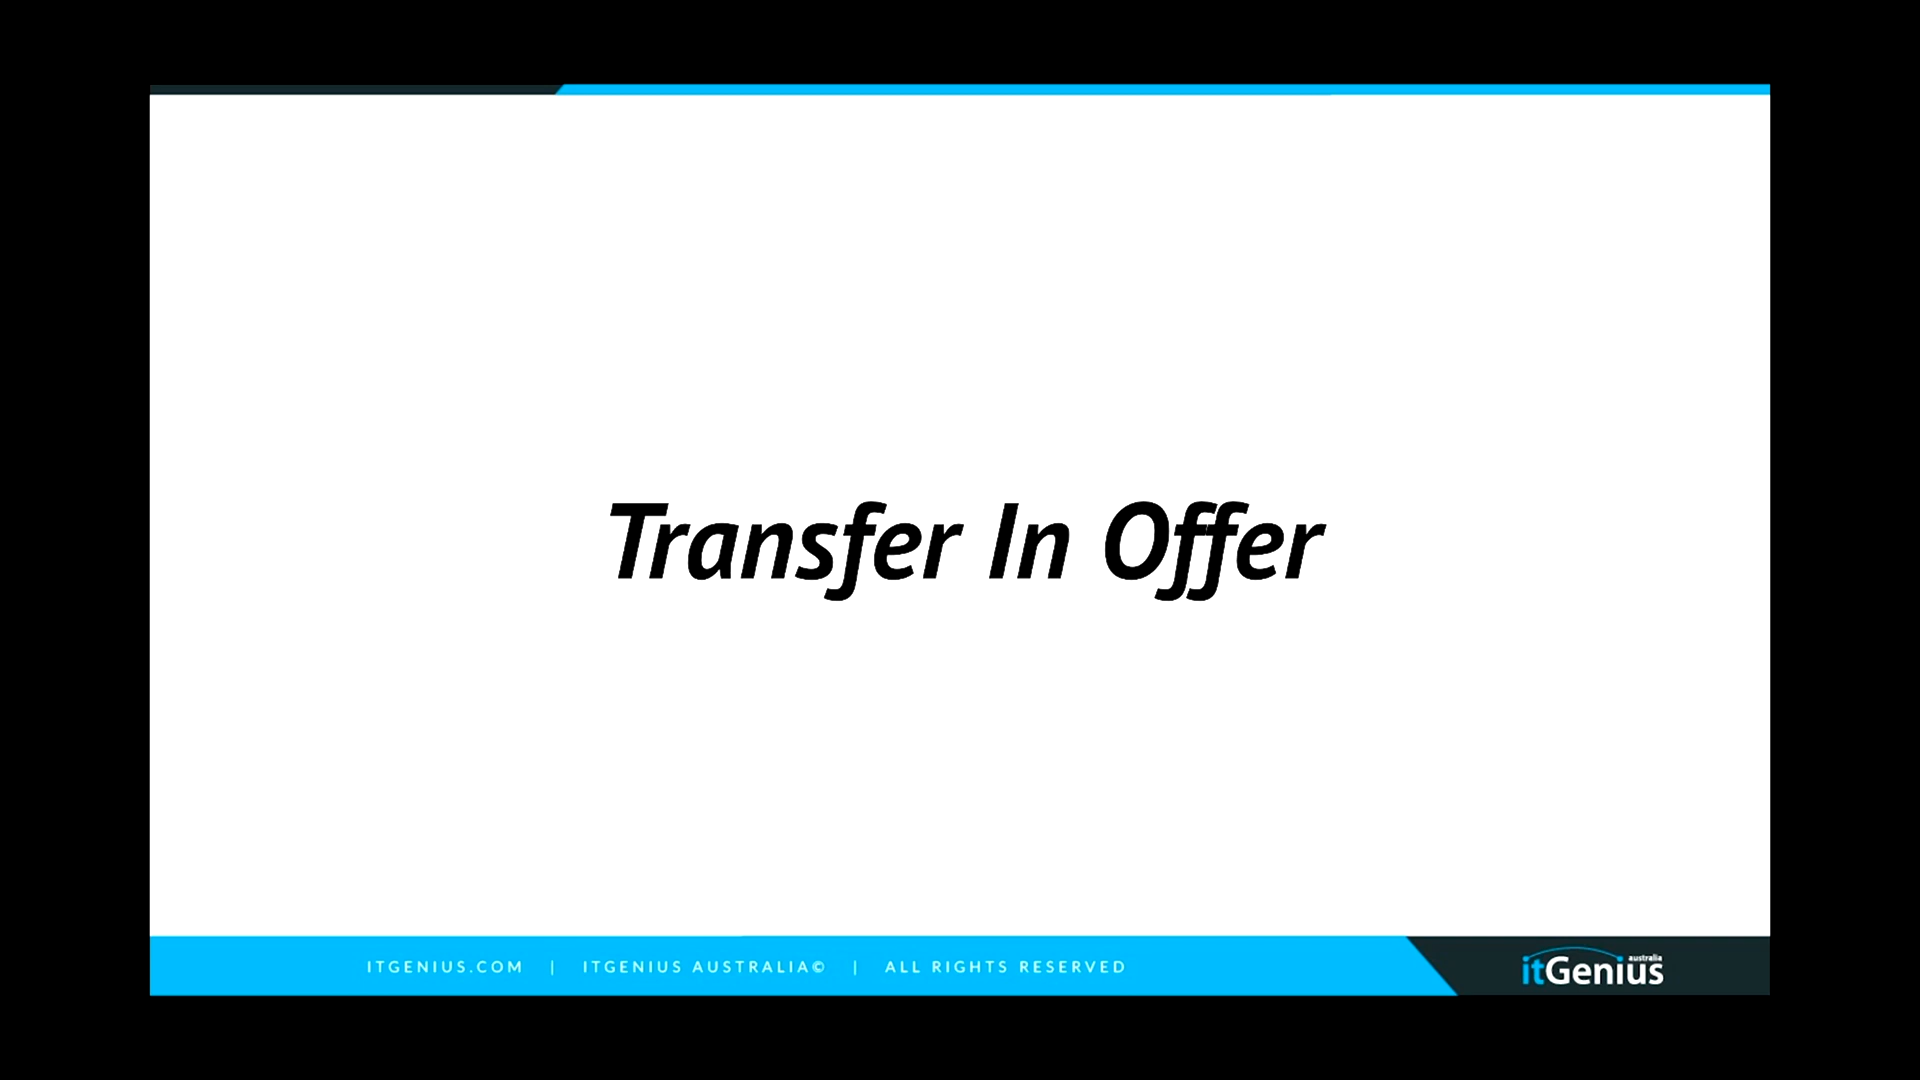 Transfer In Offer
ITGENIUS.COM | ITGENIUS AUSTRALIA© | ALL RIGHTS RESERVED
australia
itGenius